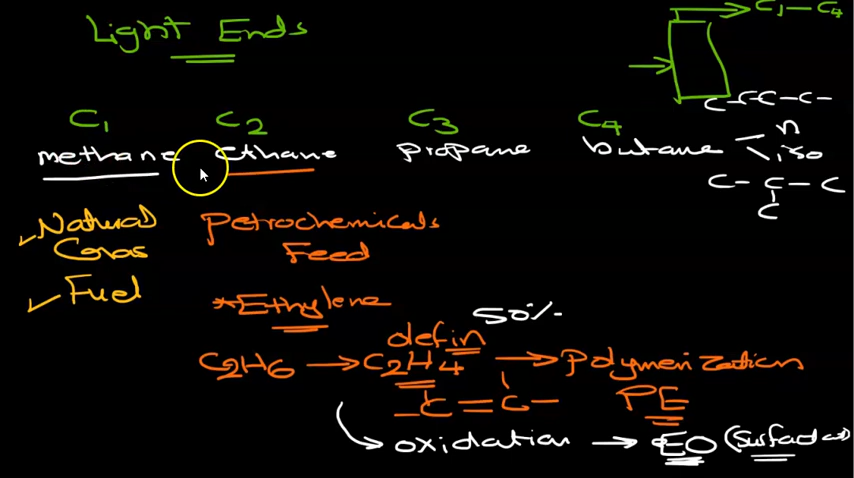 Light Ends
C1-C4
C1 C2 C3 C4
C-C-C-C-
methane ethane propane butane n
iso
C-C-C
C
Natural Petrochemicals
Gas Feed
Fuel
*Ethylene
50%
olefin
C2H6 → C2H4 → Polymerization
-C=C- PE
oxidation → EO (Surfactant)